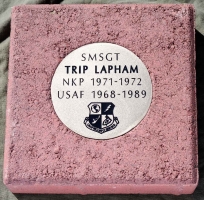 SMSGT
TRIP LAPHAM
NKP 1971-1972
USAF 1968-1989